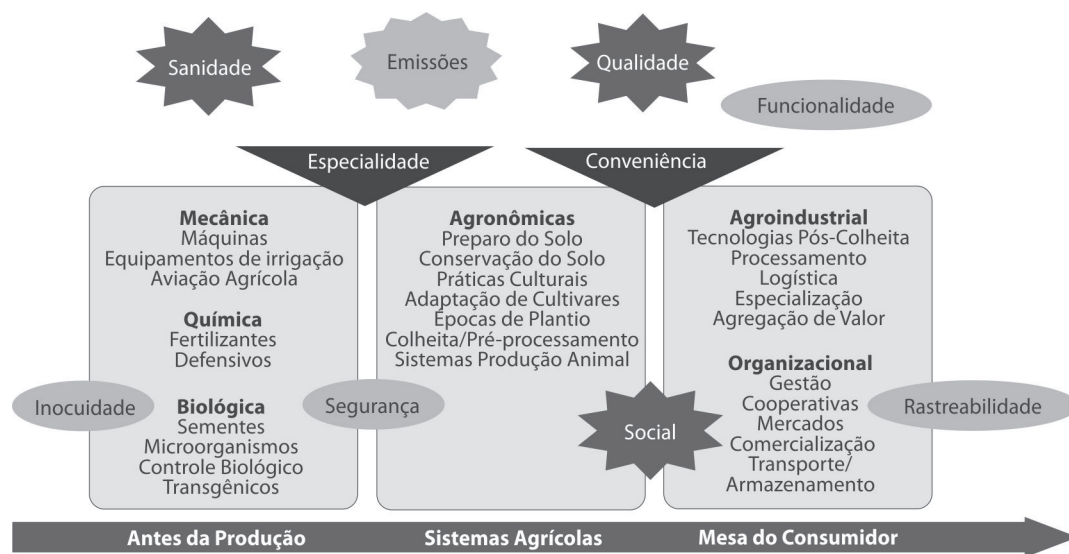 Sanidade
Emissões
Qualidade
Funcionalidade
Especialidade
Conveniência
Mecânica
Máquinas
Equipamentos de irrigação
Aviação Agrícola
Química
Fertilizantes
Defensivos
Inocuidade
Biológica
Sementes
Microorganismos
Controle Biológico
Transgênicos
Segurança
Agronômicas
Preparo do Solo
Conservação do Solo
Práticas Culturais
Adaptação de Cultivares
Épocas de Plantio
Colheita/Pré-processamento
Sistemas Produção Animal
Social
Agroindustrial
Tecnologias Pós-Colheita
Processamento
Logística
Especialização
Agregação de Valor
Organizacional
Gestão
Cooperativas
Mercados
Comercialização
Transporte/
Armazenamento
Rastreabilidade
Antes da Produção
Sistemas Agrícolas
Mesa do Consumidor